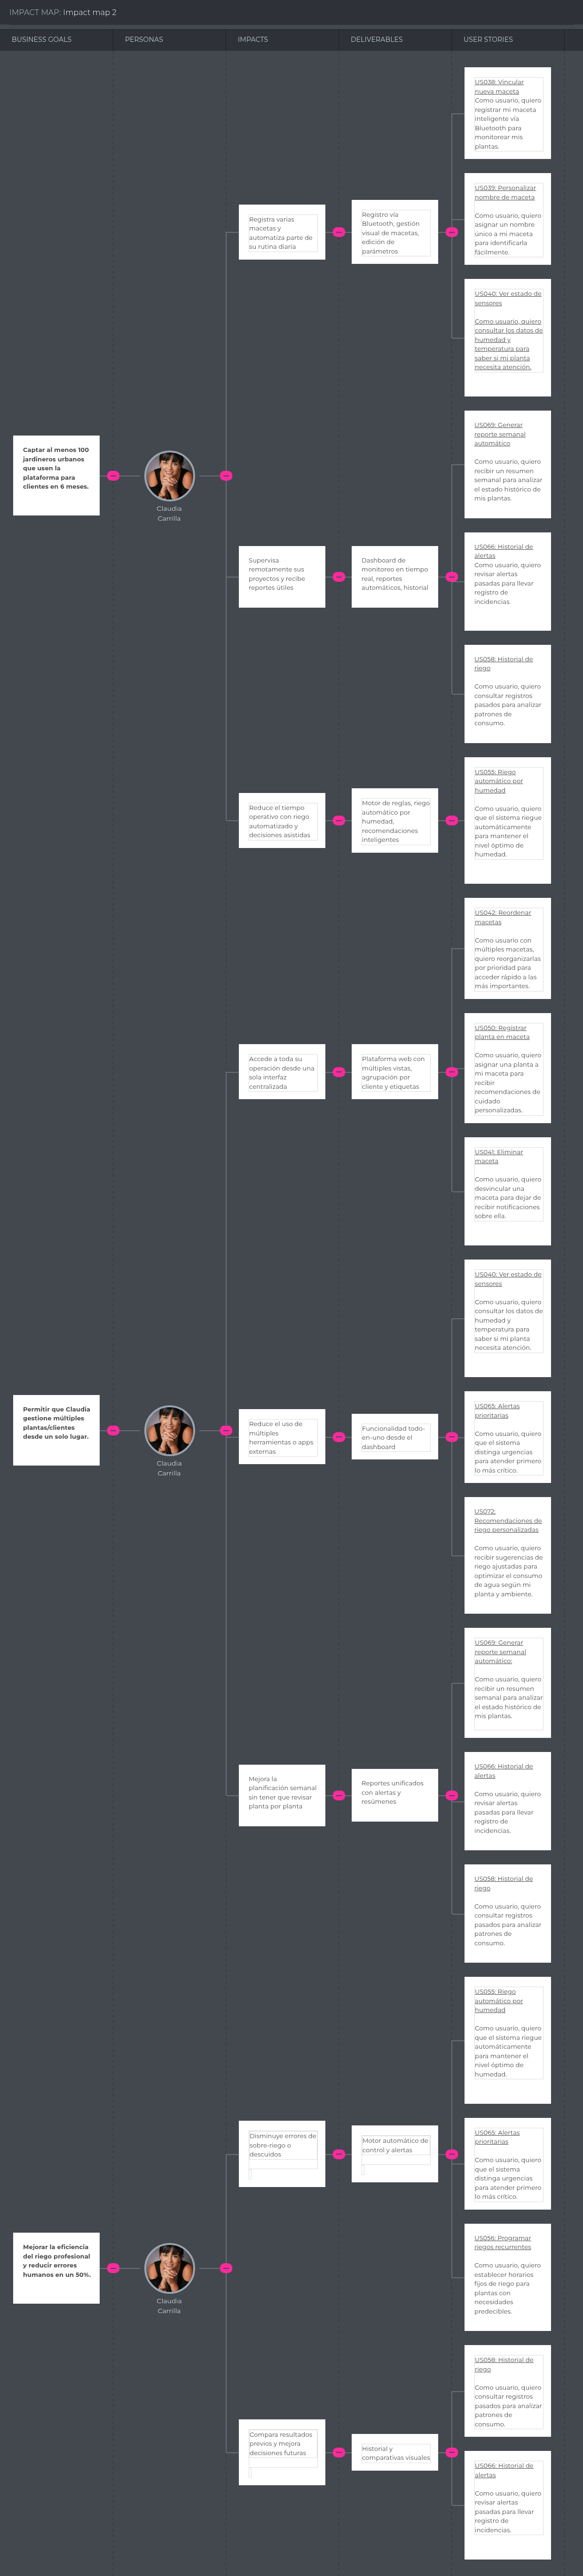 IMPACT MAP: Impact map 2
BUSINESS GOALS
PERSONAS
IMPACTS
DELIVERABLES
USER STORIES
Captar al menos 100
jardineros urbanos
que usen la
plataforma para
clientes en 6 meses.
Claudia
Carrilla
Registra varias
macetas y
automatiza parte de
su rutina diaria
Registro vía
Bluetooth, gestión
visual de macetas,
edición de
parámetros
US038: Vincular
nueva maceta
Como usuario, quiero
registrar mi maceta
inteligente vía
Bluetooth para
monitorear mis
plantas.
US039: Personalizar
nombre de maceta
Como usuario, quiero
asignar un nombre
único a mi maceta
para identificarla
fácilmente.
US040: Ver estado de
sensores
Como usuario, quiero
consultar los datos de
humedad y
temperatura para
saber si mi planta
necesita atención.
Supervisa
remotamente sus
proyectos y recibe
reportes útiles
Dashboard de
monitoreo en tiempo
real, reportes
automáticos, historial
US069: Generar
reporte semanal
automático
Como usuario, quiero
recibir un resumen
semanal para analizar
el estado histórico de
mis plantas.
US066: Historial de
alertas
Como usuario, quiero
revisar alertas
pasadas para llevar
registro de
incidencias.
US058: Historial de
riego
Como usuario, quiero
consultar registros
pasados para analizar
patrones de
consumo.
Reduce el tiempo
operativo con riego
automatizado y
decisiones asistidas
Motor de reglas, riego
automático por
humedad,
recomendaciones
inteligentes
US055: Riego
automático por
humedad
Como usuario, quiero
que el sistema riegue
automáticamente
para mantener el
nivel óptimo de
humedad.
Permitir que Claudia
gestione múltiples
plantas/clientes
desde un solo lugar.
Claudia
Carrilla
Accede a toda su
operación desde una
sola interfaz
centralizada
Plataforma web con
múltiples vistas,
agrupación por
cliente y etiquetas
US042: Reordenar
macetas
Como usuario con
múltiples macetas,
quiero reorganizarlas
por prioridad para
acceder rápido a las
más importantes.
US050: Registrar
planta en maceta
Como usuario, quiero
asignar una planta a
mi maceta para
recibir
recomendaciones de
cuidado
personalizadas.
US041: Eliminar
maceta
Como usuario, quiero
desvincular una
maceta para dejar de
recibir notificaciones
sobre ella.
Reduce el uso de
múltiples
herramientas o apps
externas
Funcionalidad todo-
en-uno desde el
dashboard
US040: Ver estado de
sensores
Como usuario, quiero
consultar los datos de
humedad y
temperatura para
saber si mi planta
necesita atención.
US065: Alertas
prioritarias
Como usuario, quiero
que el sistema
distinga urgencias
para atender primero
lo más crítico.
US072:
Recomendaciones de
riego personalizadas
Como usuario, quiero
recibir sugerencias de
riego ajustadas para
optimizar el consumo
de agua según mi
planta y ambiente.
Mejora la
planificación semanal
sin tener que revisar
planta por planta
Reportes unificados
con alertas y
resúmenes
US069: Generar
reporte semanal
automático:
Como usuario, quiero
recibir un resumen
semanal para analizar
el estado histórico de
mis plantas.
US066: Historial de
alertas
Como usuario, quiero
revisar alertas
pasadas para llevar
registro de
incidencias.
US058: Historial de
riego
Como usuario, quiero
consultar registros
pasados para analizar
patrones de
consumo.
Mejorar la eficiencia
del riego profesional
y reducir errores
humanos en un 50%.
Claudia
Carrilla
Disminuye errores de
sobre-riego o
descuidos
Motor automático de
control y alertas
US055: Riego
automático por
humedad
Como usuario, quiero
que el sistema riegue
automáticamente
para mantener el
nivel óptimo de
humedad.
US065: Alertas
prioritarias
Como usuario, quiero
que el sistema
distinga urgencias
para atender primero
lo más crítico.
US056: Programar
riegos recurrentes
Como usuario, quiero
establecer horarios
fijos de riego para
plantas con
necesidades
predecibles.
Compara resultados
previos y mejora
decisiones futuras
Historial y
comparativas visuales
US058: Historial de
riego
Como usuario, quiero
consultar registros
pasados para analizar
patrones de
consumo.
US066: Historial de
alertas
Como usuario, quiero
revisar alertas
pasadas para llevar
registro de
incidencias.